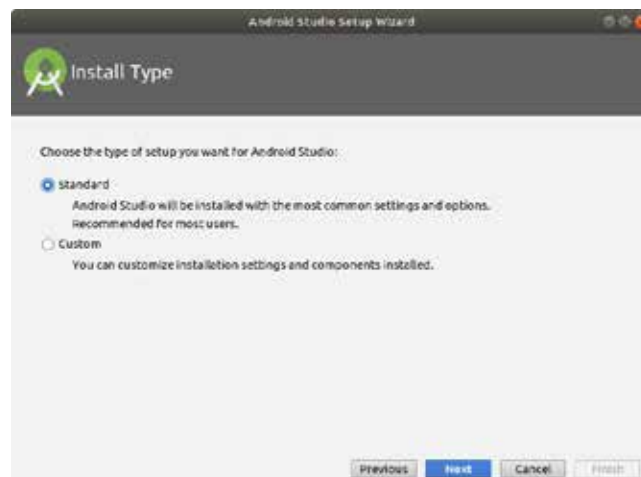 Android Studio Setup Wizard
Install Type
Choose the type of setup you want for Android Studio:
Standard
Android Studio will be installed with the most common settings and options.
Recommended for most users.
Custom
You can customize installation settings and components installed.
Previous Next Cancel Finish